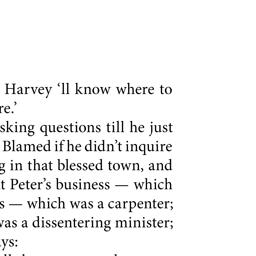 Harvey ‘ll know where to
re.’
sking questions till he just
Blamed if he didn’t inquire
g in that blessed town, and
t Peter’s business — which
s — which was a carpenter;
was a dissentering minister;
ys: